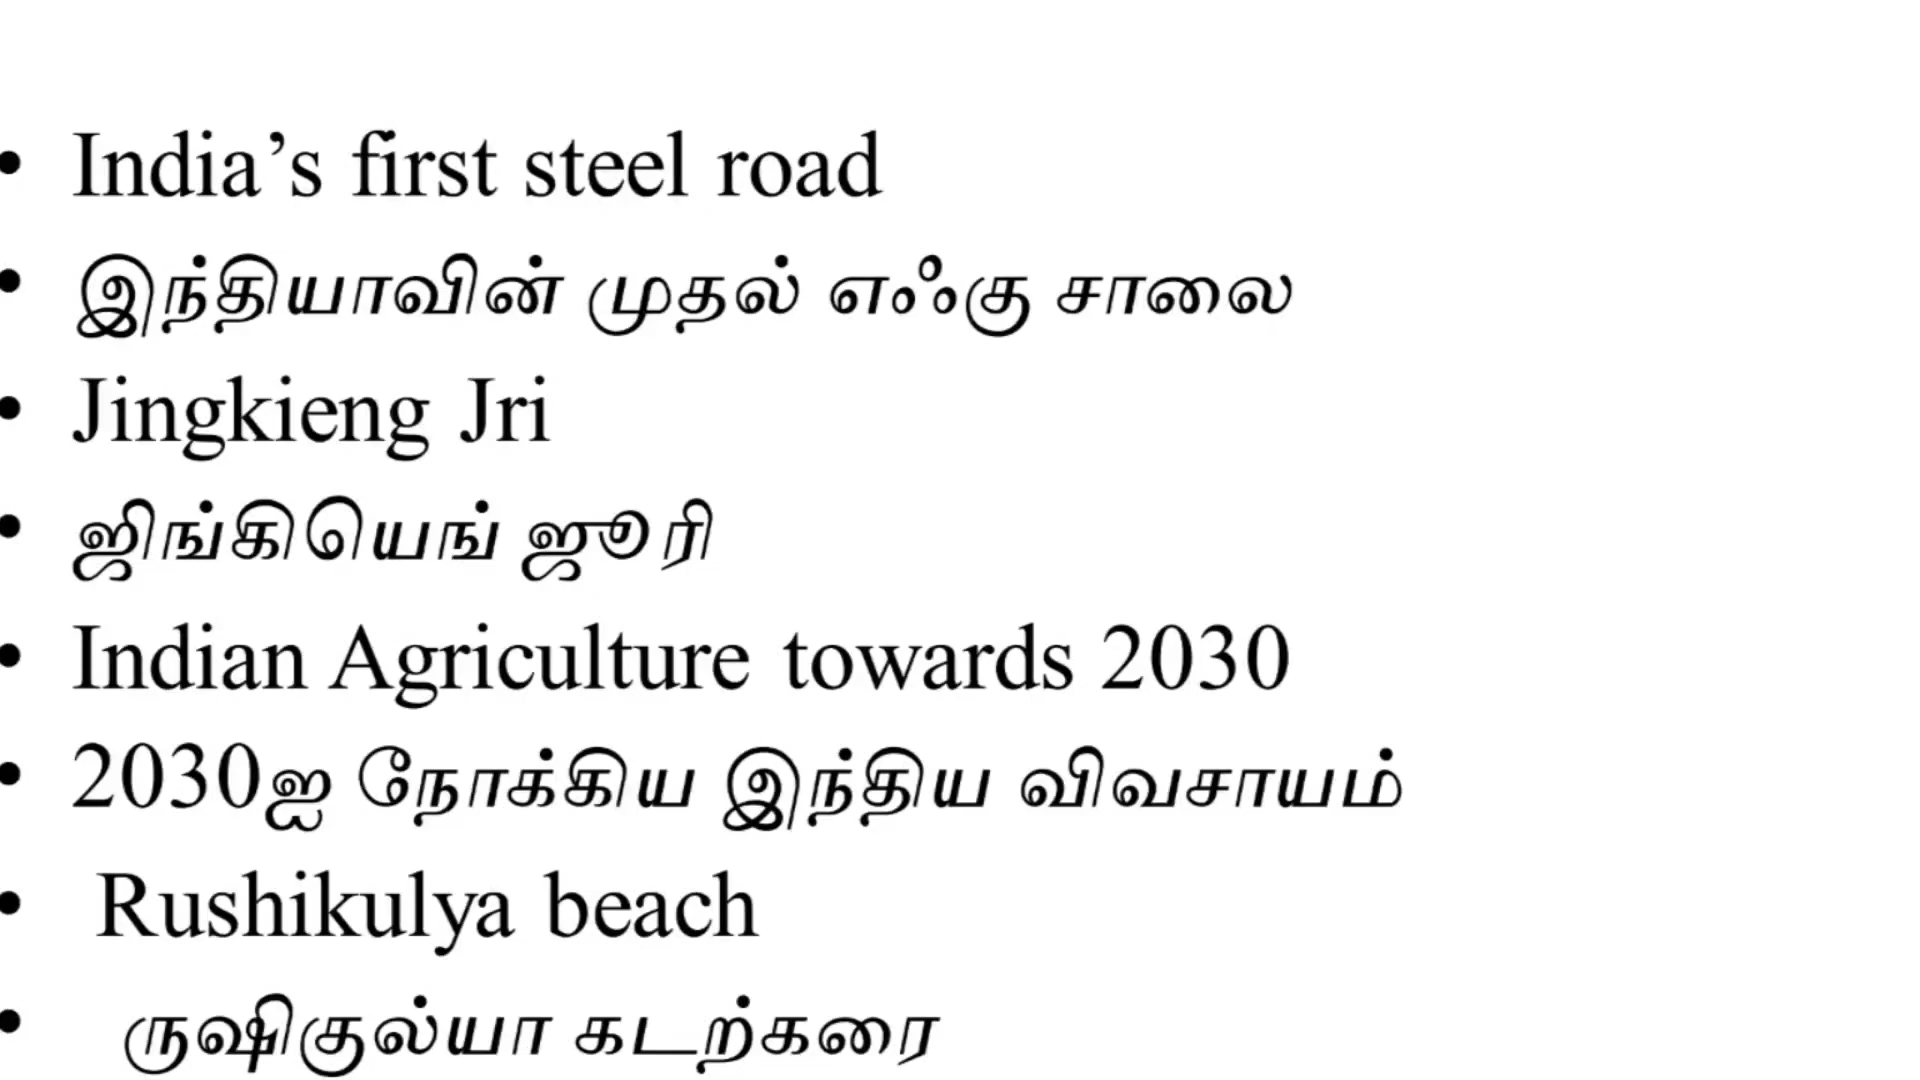 • India’s first steel road
• இந்தியாவின் முதல் எஃகு சாலை
• Jingkieng Jri
• ஜிங்கியெங் ஜூரி
• Indian Agriculture towards 2030
• 2030ஐ நோக்கிய இந்திய விவசாயம்
• Rushikulya beach
• ருஷிகுல்யா கடற்கரை